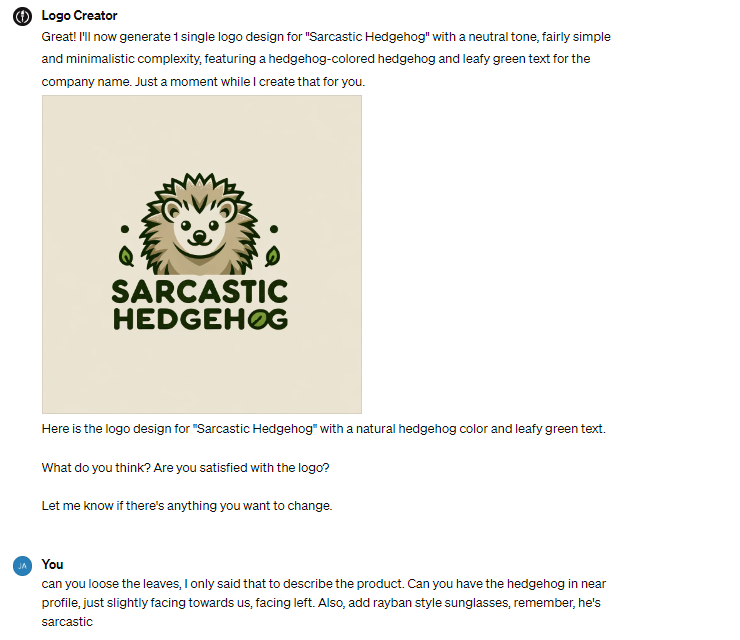 Logo Creator
Great! I'll now generate 1 single logo design for "Sarcastic Hedgehog" with a neutral tone, fairly simple
and minimalistic complexity, featuring a hedgehog-colored hedgehog and leafy green text for the
company name. Just a moment while I create that for you.
SARCASTIC
HEDGEHOG
Here is the logo design for "Sarcastic Hedgehog" with a natural hedgehog color and leafy green text.
What do you think? Are you satisfied with the logo?
Let me know if there's anything you want to change.
JA
You
can you loose the leaves, I only said that to describe the product. Can you have the hedgehog in near
profile, just slightly facing towards us, facing left. Also, add rayban style sunglasses, remember, he's
sarcastic